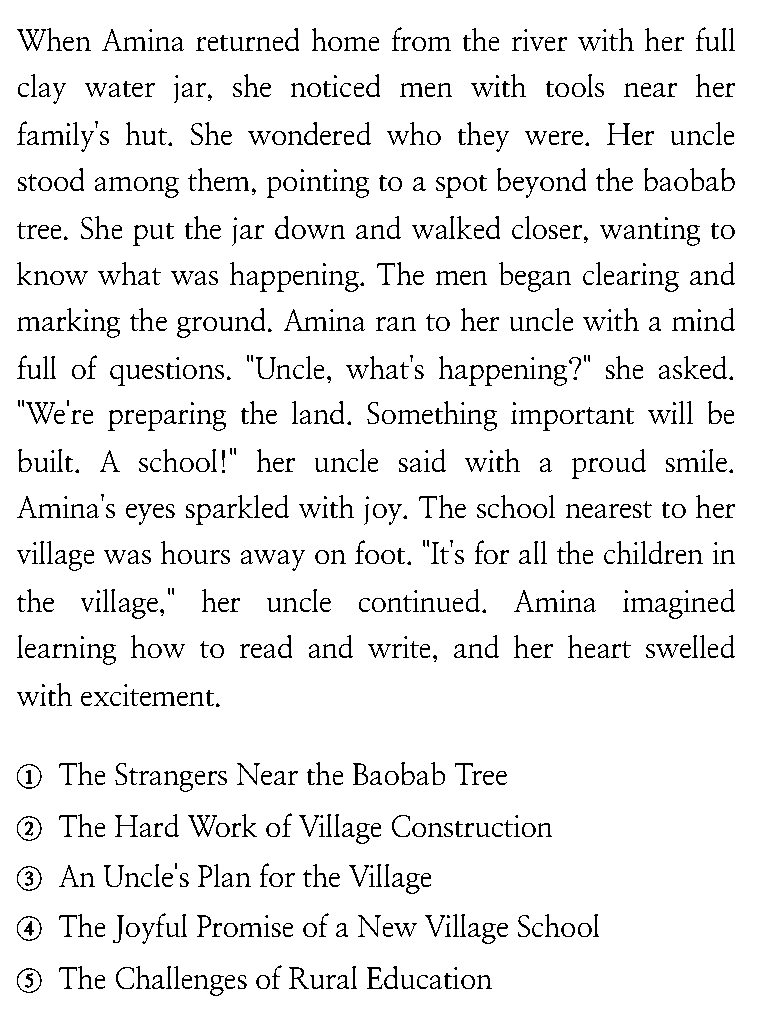 When Amina returned home from the river with her full
clay water jar, she noticed men with tools near her
family's hut. She wondered who they were. Her uncle
stood among them, pointing to a spot beyond the baobab
tree. She put the jar down and walked closer, wanting to
know what was happening. The men began clearing and
marking the ground. Amina ran to her uncle with a mind
full of questions. "Uncle, what's happening?" she asked.
"We're preparing the land. Something important will be
built. A school!" her uncle said with a proud smile.
Amina's eyes sparkled with joy. The school nearest to her
village was hours away on foot. "It's for all the children in
the village," her uncle continued. Amina imagined
learning how to read and write, and her heart swelled
with excitement.
① The Strangers Near the Baobab Tree
② The Hard Work of Village Construction
③ An Uncle's Plan for the Village
④ The Joyful Promise of a New Village School
⑤ The Challenges of Rural Education